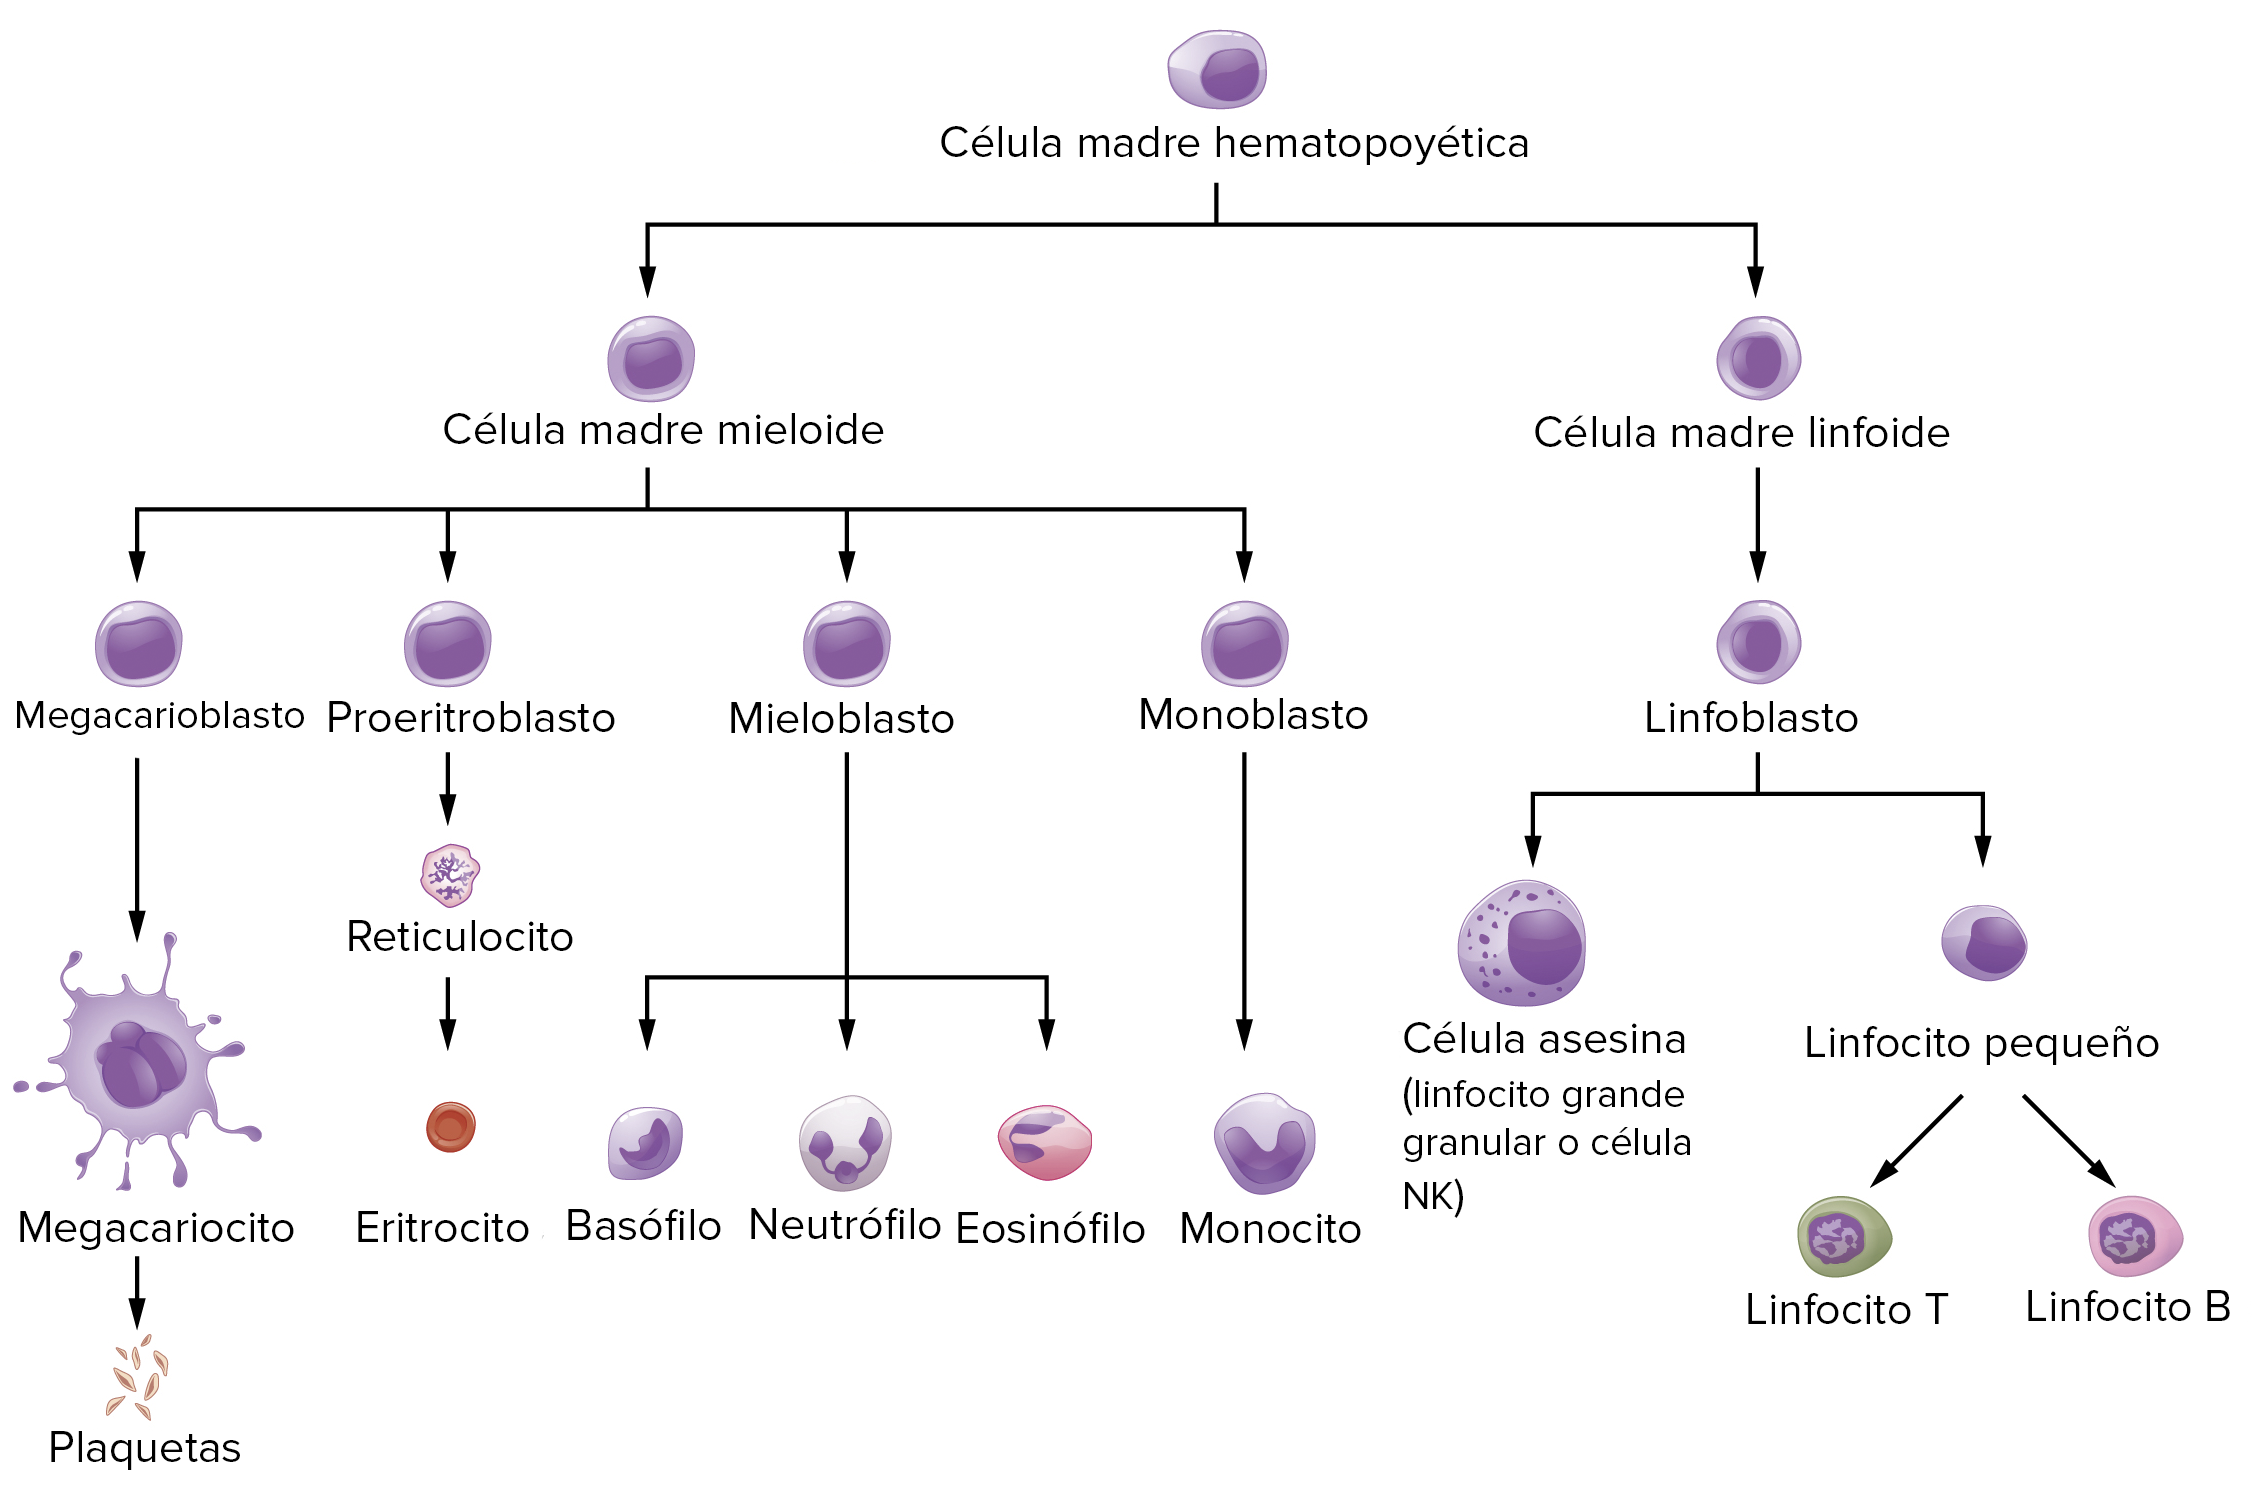 Célula madre hematopoyética
Célula madre mieloide
Célula madre linfoide
Megacarioblasto
Proeritroblasto
Mieloblasto
Monoblasto
Linfoblasto
Reticulocito
Célula asesina
(linfocito grande
granular o célula
NK)
Linfocito pequeño
Megacariocito
Eritrocito
Basófilo
Neutrófilo
Eosinófilo
Monocito
Linfocito T
Linfocito B
Plaquetas